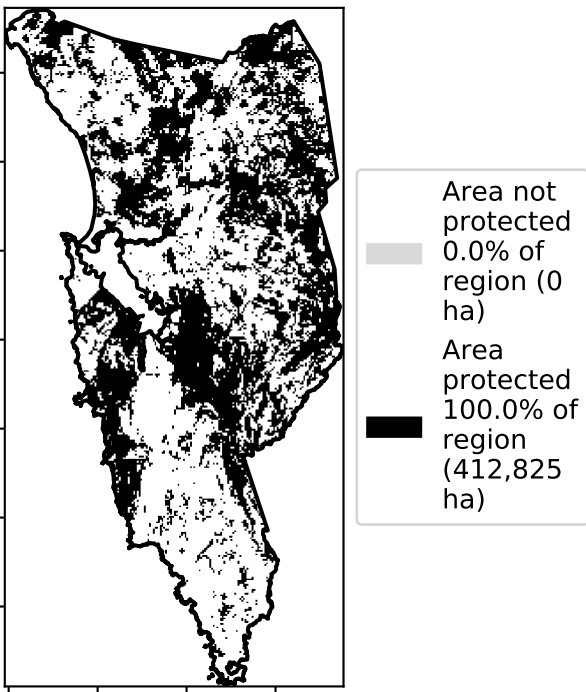 Area not
protected
0.0% of
region (0
ha)
Area
protected
100.0% of
region
(412,825
ha)